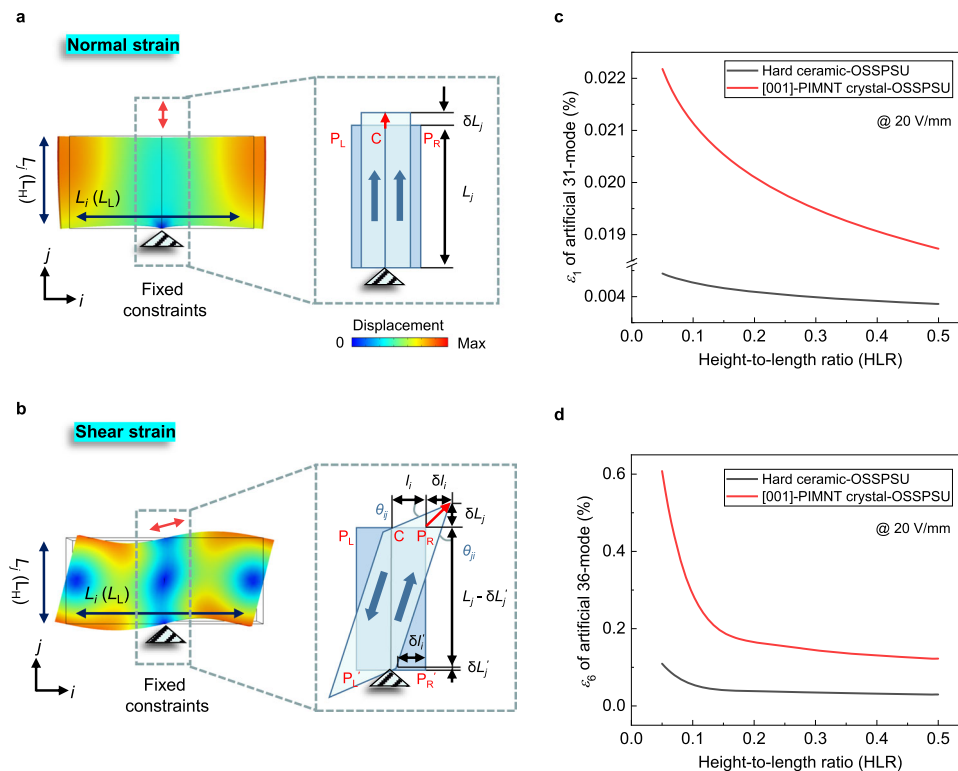 a
Normal strain
L_j (L_H)
L_i (L_L)
j
i
Fixed
constraints
P_L
C
P_R
δL_j
L_j
Displacement
0
Max
c
ε_1 of artificial 31-mode (%)
0.022
0.021
0.020
0.019
0.004
Hard ceramic-OSSPSU
[001]-PIMNT crystal-OSSPSU
@ 20 V/mm
0.0
0.1
0.2
0.3
0.4
0.5
Height-to-length ratio (HLR)
b
Shear strain
L_j (L_H)
L_i (L_L)
j
i
Fixed
constraints
l_i
δl_i
θ_ij
δL_j
P_L
C
P_R
θ_ji
L_j - δL_j'
δl_i'
δL_j'
P_L'
P_R'
d
ε_6 of artificial 36-mode (%)
0.6
0.4
0.2
0.0
Hard ceramic-OSSPSU
[001]-PIMNT crystal-OSSPSU
@ 20 V/mm
0.0
0.1
0.2
0.3
0.4
0.5
Height-to-length ratio (HLR)